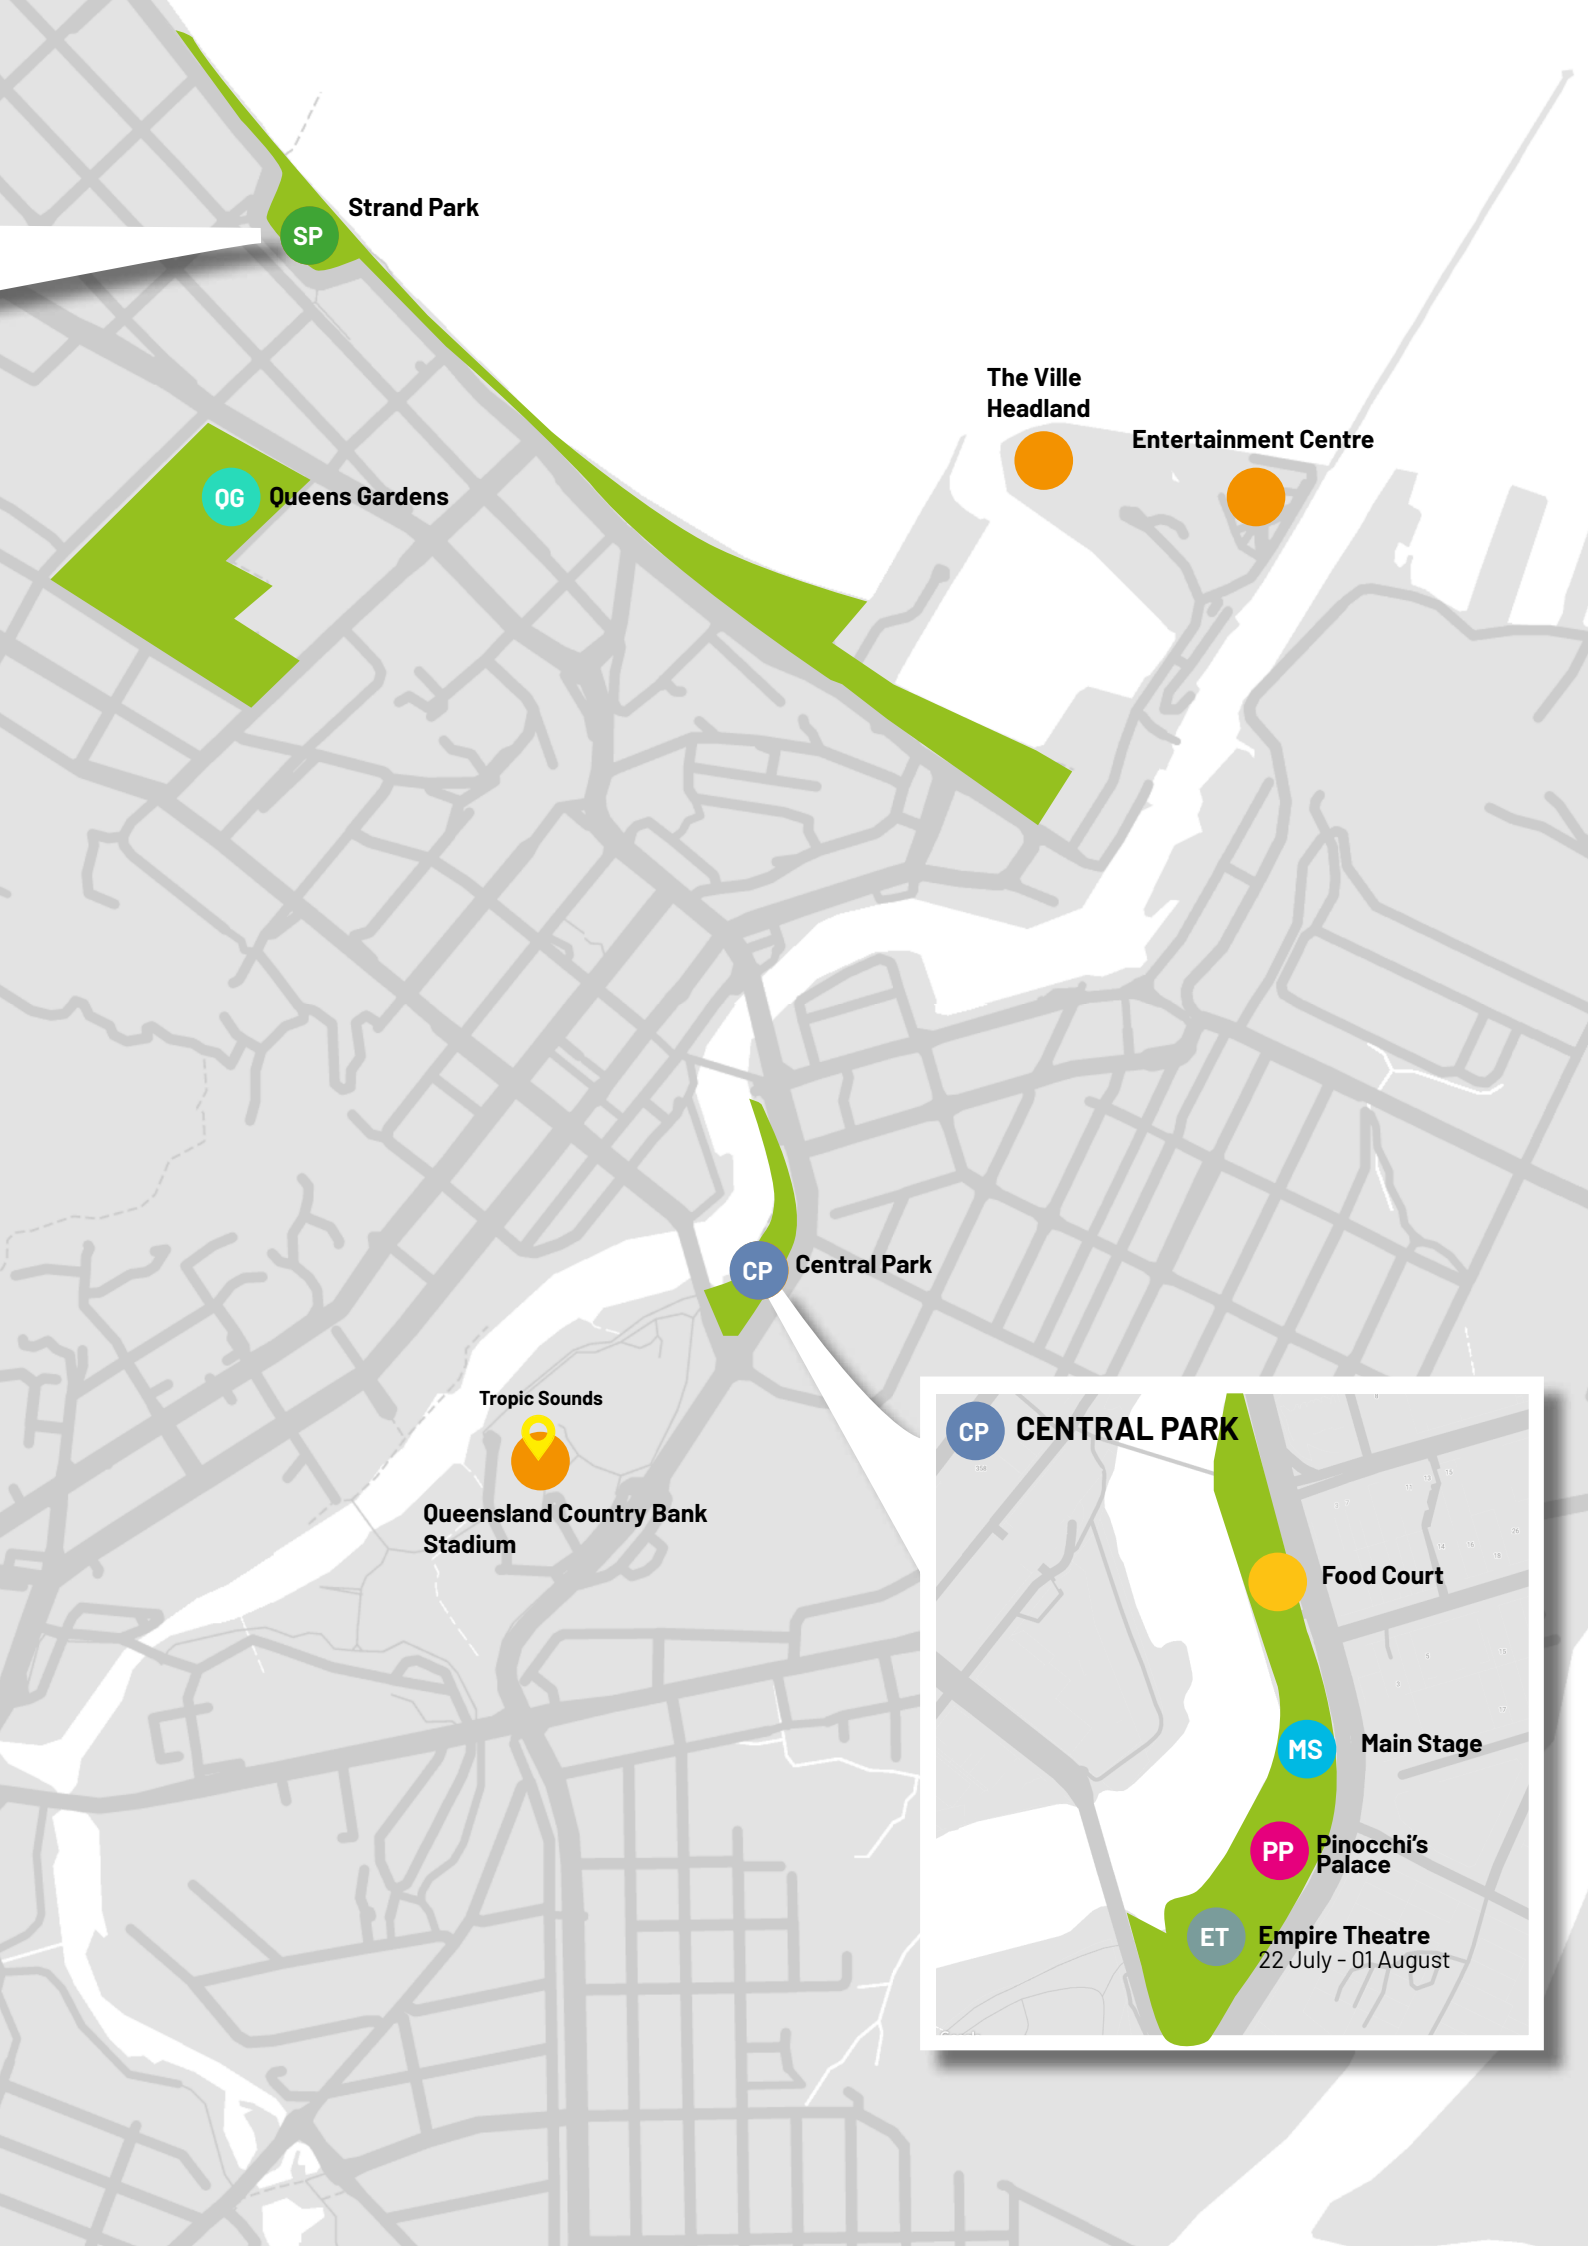 Strand Park
SP
The Ville
Headland
Entertainment Centre
QG
Queens Gardens
CP
Central Park
Tropic Sounds
Queensland Country Bank
Stadium
CP
CENTRAL PARK
Food Court
MS
Main Stage
PP
Pinocchi's
Palace
ET
Empire Theatre
22 July - 01 August